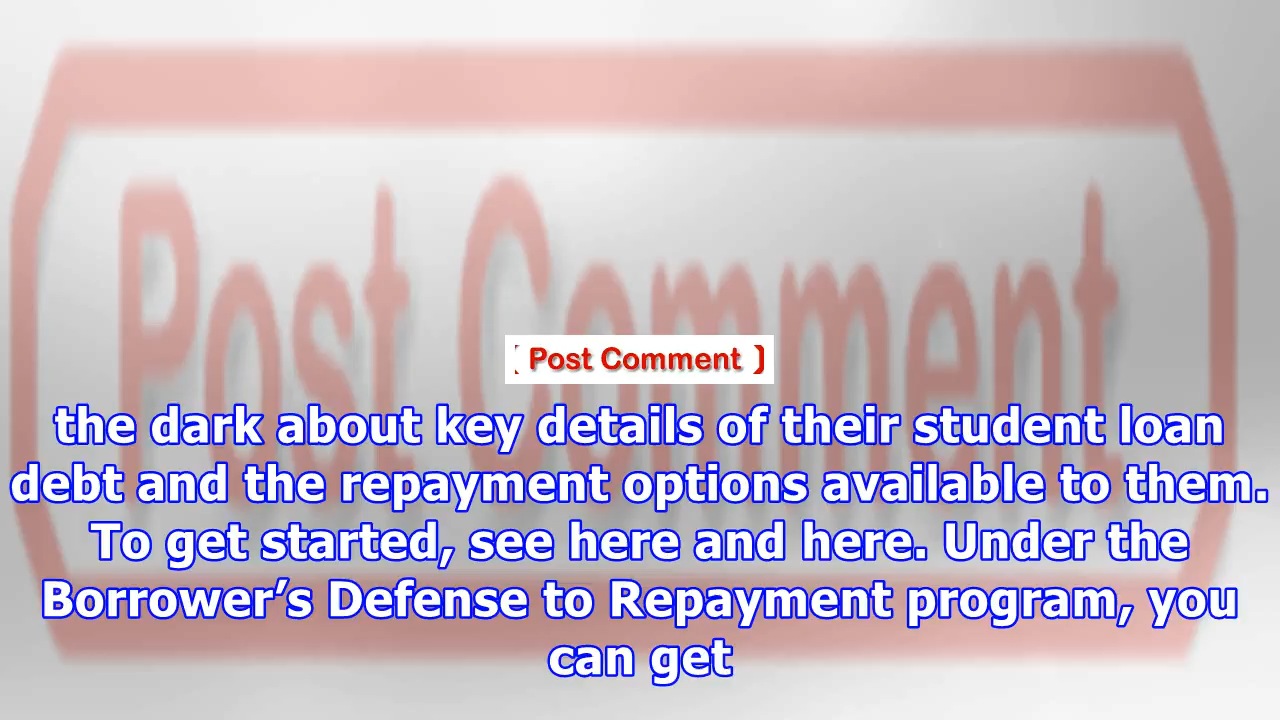 Post Comment
[ Post Comment ]
the dark about key details of their student loan
debt and the repayment options available to them.
To get started, see here and here. Under the
Borrower’s Defense to Repayment program, you
can get